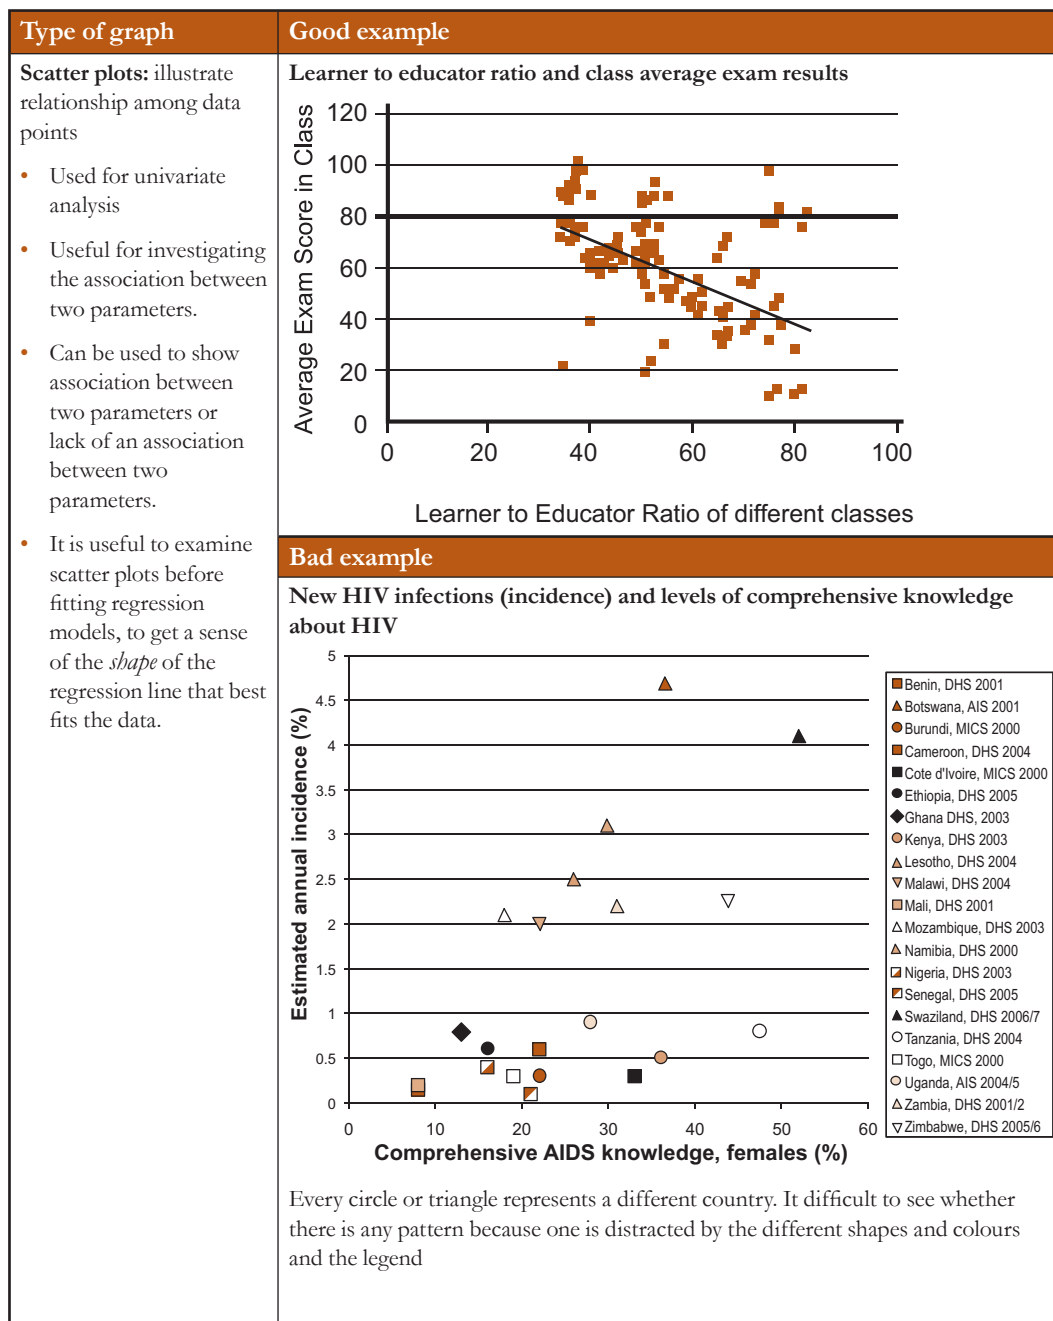 Type of graph
Scatter plots: illustrate
relationship among data
points
• Used for univariate
analysis
• Useful for investigating
the association between
two parameters.
• Can be used to show
association between
two parameters or
lack of an association
between two
parameters.
• It is useful to examine
scatter plots before
fitting regression
models, to get a sense
of the shape of the
regression line that best
fits the data.
Good example
Learner to educator ratio and class average exam results
Average Exam Score in Class
120
100
80
60
40
20
0
0 20 40 60 80 100
Learner to Educator Ratio of different classes
Bad example
New HIV infections (incidence) and levels of comprehensive knowledge
about HIV
Estimated annual incidence (%)
5
4.5
4
3.5
3
2.5
2
1.5
1
0.5
0
0 10 20 30 40 50 60
Comprehensive AIDS knowledge, females (%)
Benin, DHS 2001
Botswana, AIS 2001
Burundi, MICS 2000
Cameroon, DHS 2004
Cote d'Ivoire, MICS 2000
Ethiopia, DHS 2005
Ghana DHS, 2003
Kenya, DHS 2003
Lesotho, DHS 2004
Malawi, DHS 2004
Mali, DHS 2001
Mozambique, DHS 2003
Namibia, DHS 2000
Nigeria, DHS 2003
Senegal, DHS 2005
Swaziland, DHS 2006/7
Tanzania, DHS 2004
Togo, MICS 2000
Uganda, AIS 2004/5
Zambia, DHS 2001/2
Zimbabwe, DHS 2005/6
Every circle or triangle represents a different country. It difficult to see whether
there is any pattern because one is distracted by the different shapes and colours
and the legend